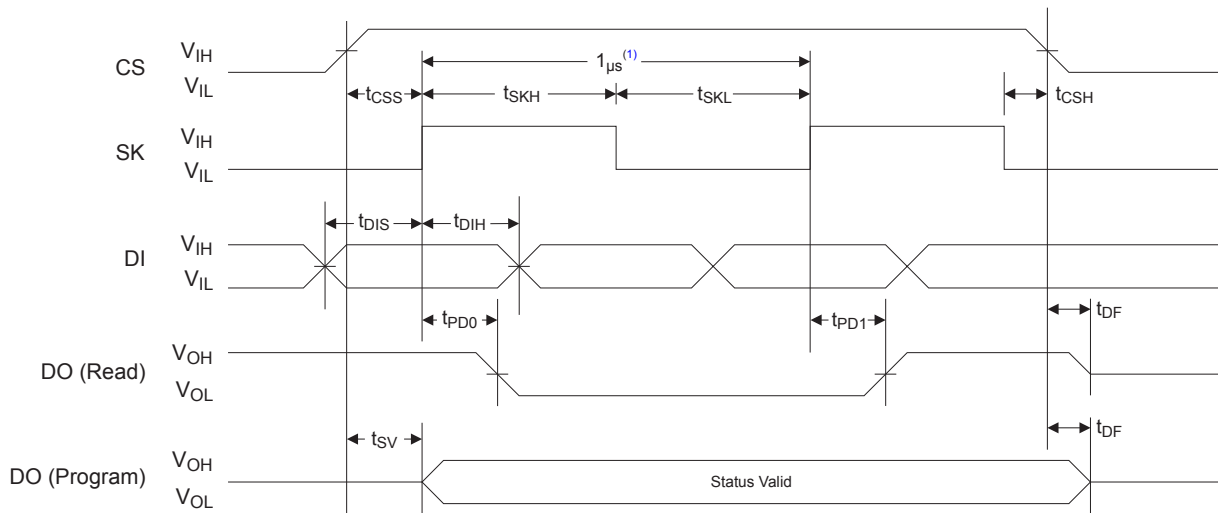 CS
VIH
VIL
1µs(1)
tCSS
tSKH
tSKL
tCSH
SK
VIH
VIL
tDIS
tDIH
DI
VIH
VIL
tPD0
tPD1
tDF
DO (Read)
VOH
VOL
tSV
tDF
DO (Program)
VOH
VOL
Status Valid